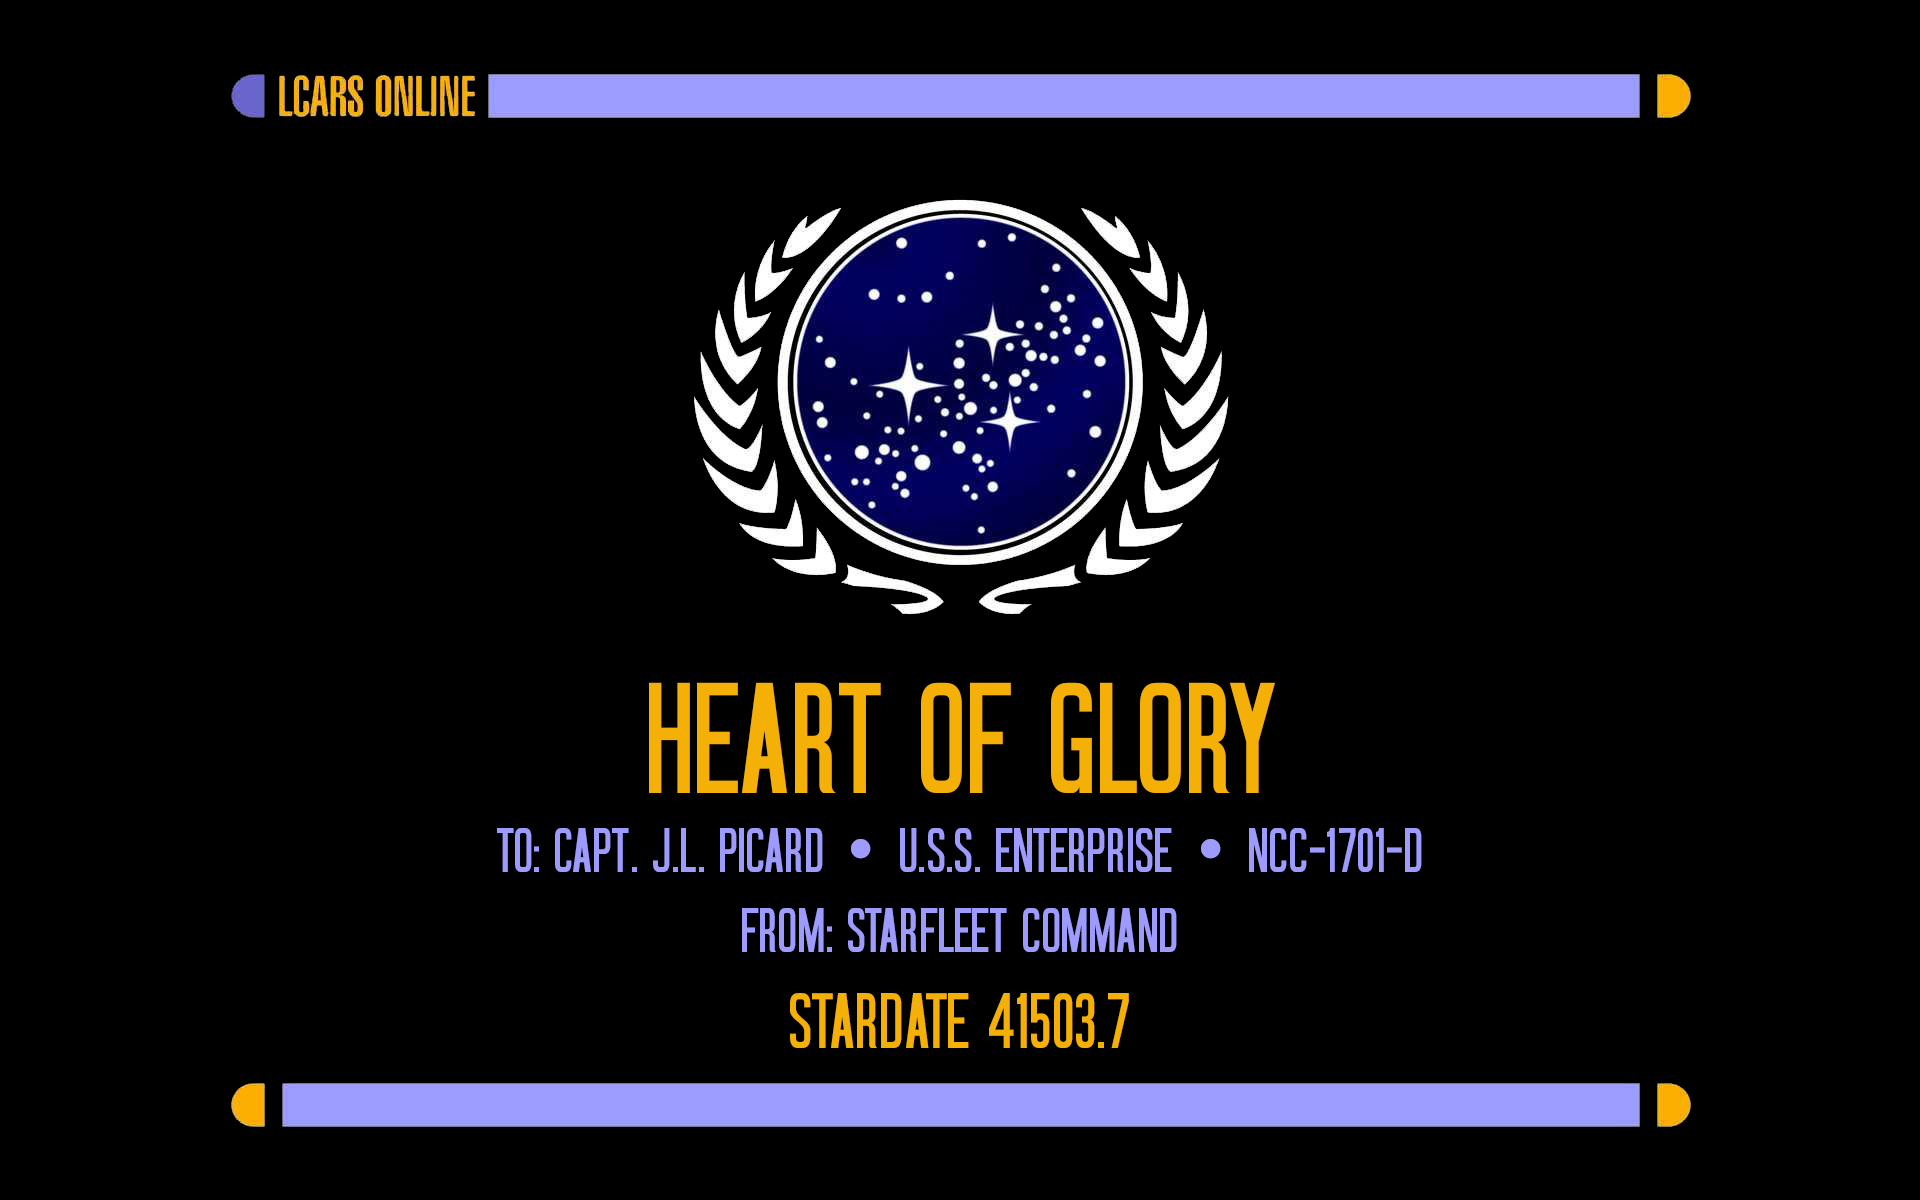 LCARS ONLINE
HEART OF GLORY
TO: CAPT. J.L. PICARD • U.S.S. ENTERPRISE • NCC-1701-D
FROM: STARFLEET COMMAND
STARDATE 41503.7